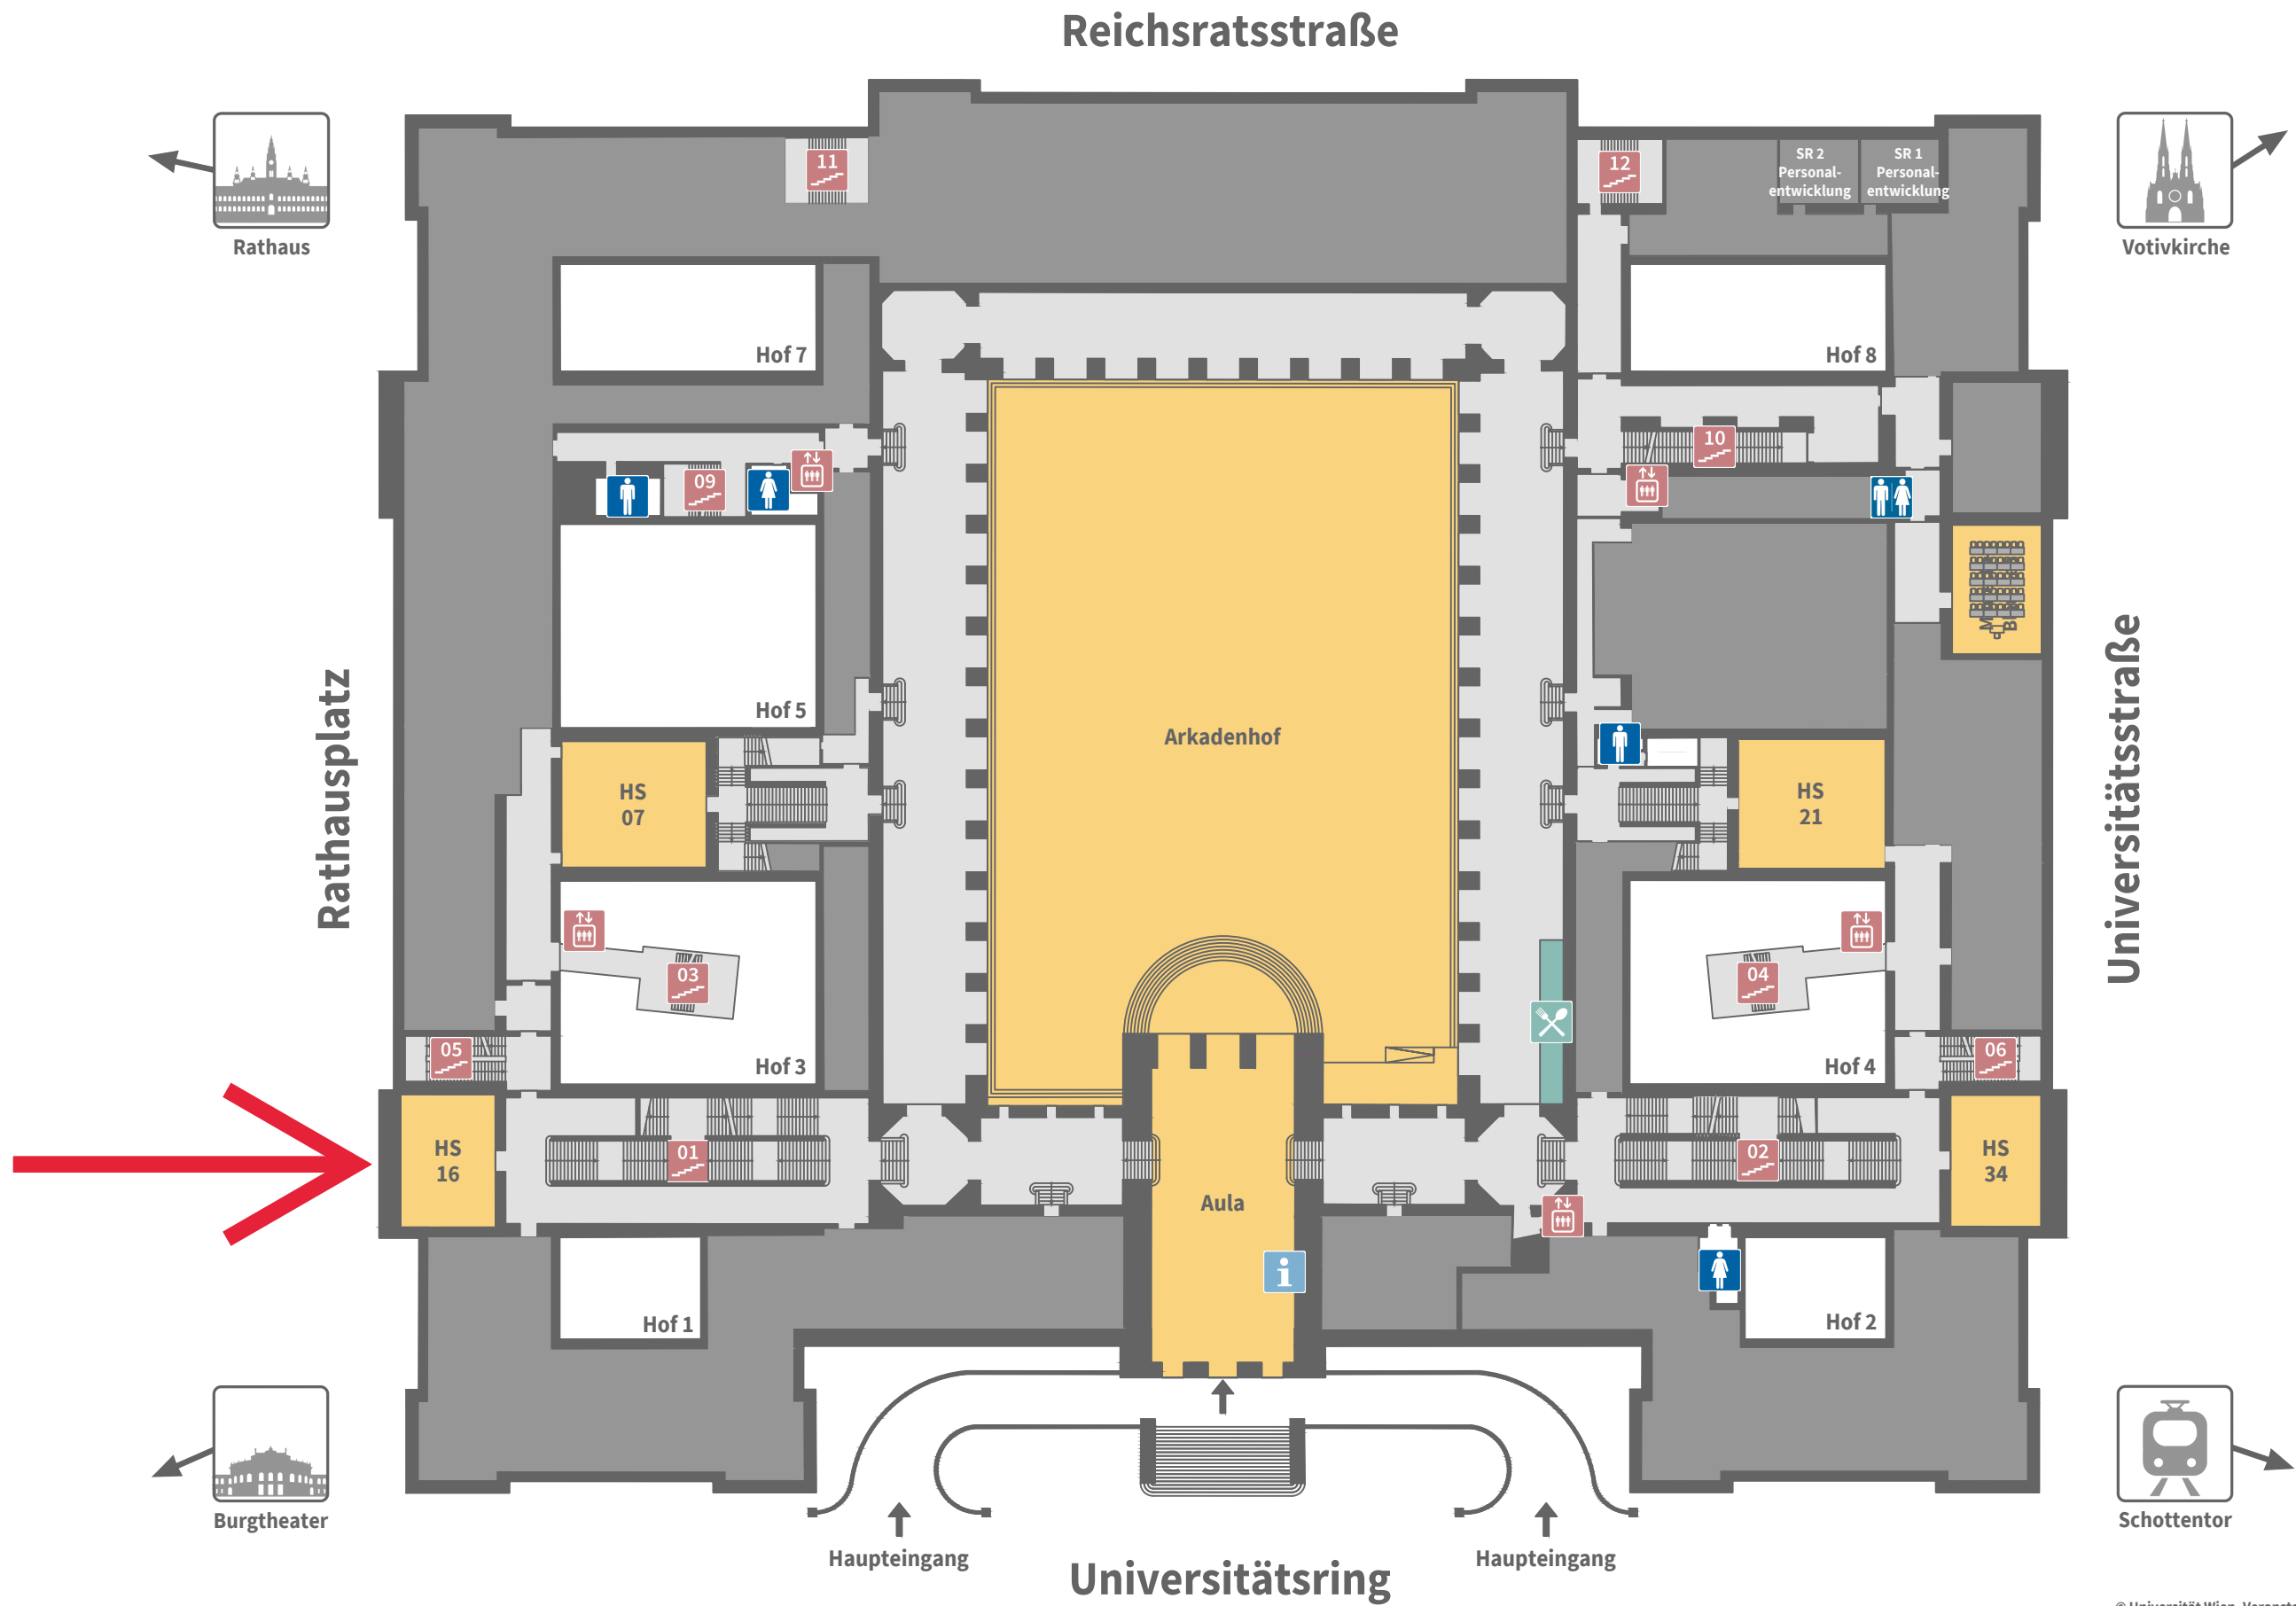 Reichsratsstraße
Rathaus
11
12
SR 2
Personal-
entwicklung
SR 1
Personal-
entwicklung
Votivkirche
Hof 7
Hof 8
09
10
Rathausplatz
Hof 5
HS
07
Arkadenhof
HS
21
Universitätsstraße
03
Hof 3
04
Hof 4
05
06
HS
16
01
Aula
02
HS
34
Hof 1
Hof 2
Burgtheater
Haupteingang
Haupteingang
Schottentor
Universitätsring